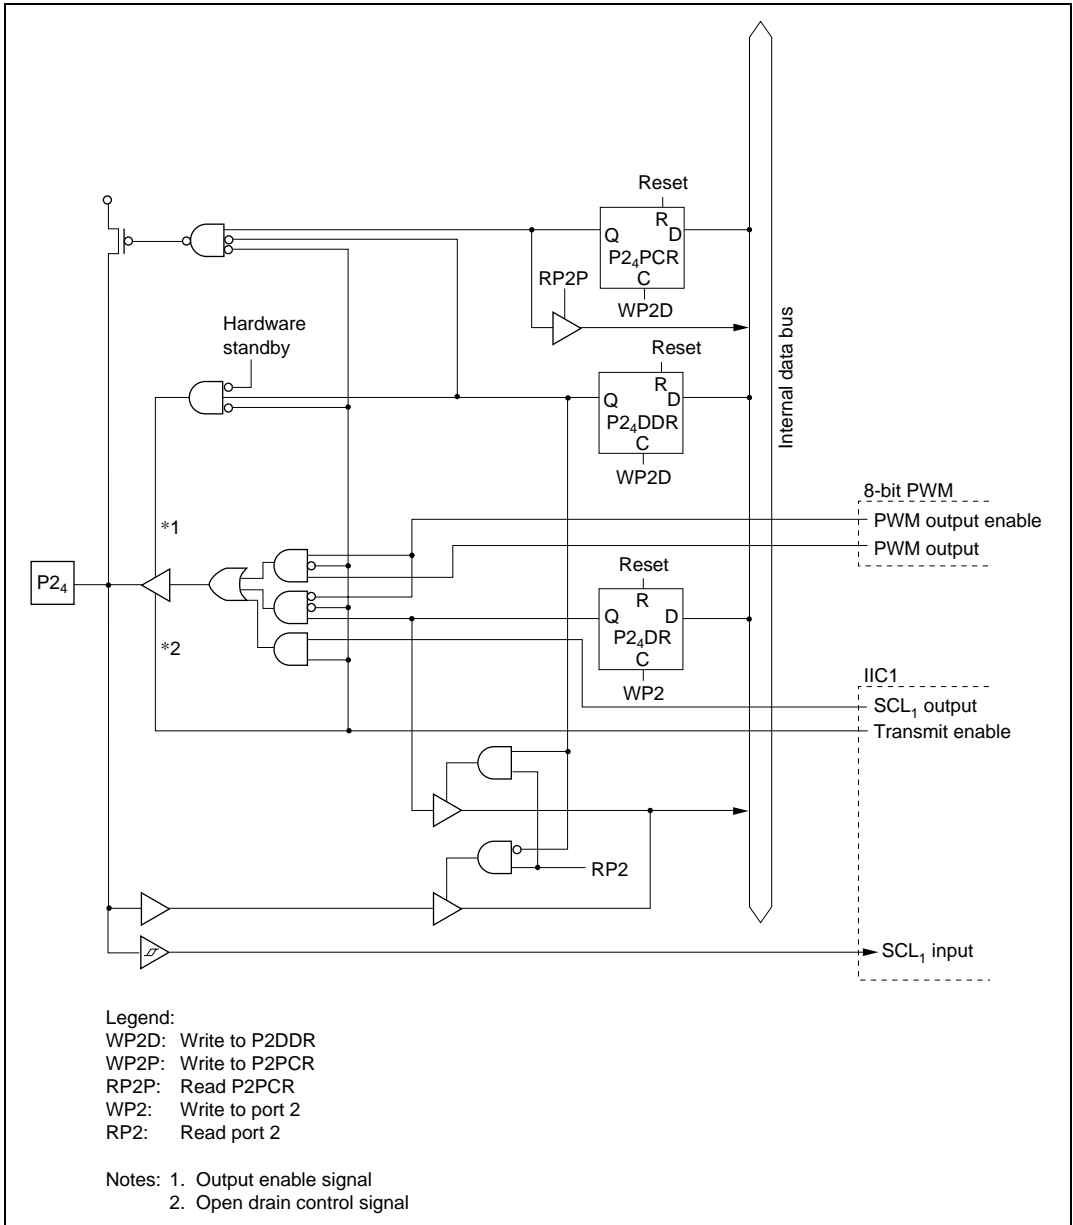 Reset
R
Q D
P2₄PCR
C
RP2P
WP2D
Hardware
standby
Reset
R
Q D
P2₄DDR
C
WP2D
Internal data bus
8-bit PWM
PWM output enable
PWM output
*1
P2₄
Reset
R
Q D
P2₄DR
C
WP2
*2
IIC1
SCL₁ output
Transmit enable
RP2
SCL₁ input
Legend:
WP2D: Write to P2DDR
WP2P: Write to P2PCR
RP2P: Read P2PCR
WP2: Write to port 2
RP2: Read port 2
Notes: 1. Output enable signal
2. Open drain control signal